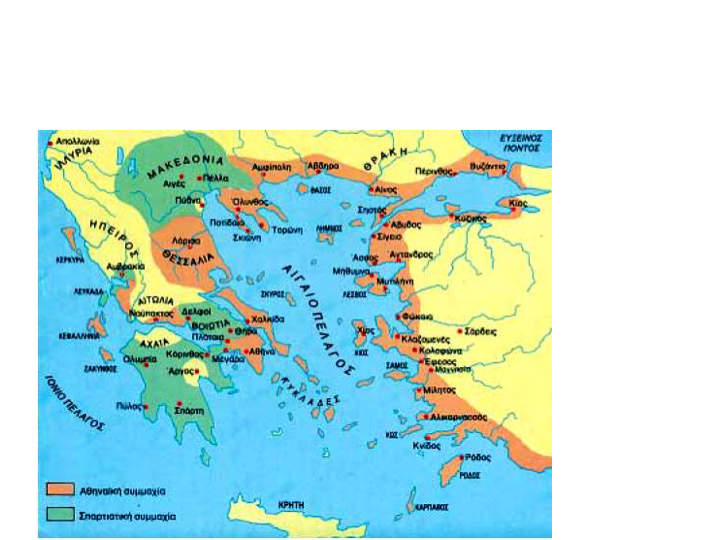 Απολλωνία
ΙΛΛΥΡΙΑ
ΜΑΚΕΔΟΝΙΑ
Αιγές
Πέλλα
Πύδνα
Αμφίπολη
Άβδηρα
ΘΡΑΚΗ
ΕΥΞΕΙΝΟΣ
ΠΟΝΤΟΣ
Πέρινθος
Βυζάντιο
ΘΑΣΟΣ
Αίνος
Κίος
Κύζικος
Όλυνθος
Ποτίδαια
Σκιώνη
Τορώνη
ΛΗΜΝΟΣ
Σηστός
Άβυδος
Σίγειο
ΗΠΕΙΡΟΣ
ΚΕΡΚΥΡΑ
Λάρισα
ΘΕΣΣΑΛΙΑ
Αμβρακία
ΛΕΥΚΑΔΑ
Άσσος
Άντανδρος
Μήθυμνα
Μυτιλήνη
ΛΕΣΒΟΣ
ΑΙΓΑΙΟ ΠΕΛΑΓΟΣ
ΣΚΥΡΟΣ
ΑΙΤΩΛΙΑ
Ναύπακτος
Δελφοί
ΒΟΙΩΤΙΑ
Θήβα
Χαλκίδα
Πλάταια
ΚΕΦΑΛΛΗΝΙΑ
ΑΧΑΪΑ
Ολυμπία
Κόρινθος
Μέγαρα
Αθήνα
Άργος
ΖΑΚΥΝΘΟΣ
ΙΟΝΙΟ ΠΕΛΑΓΟΣ
Πύλος
Σπάρτη
ΚΥΚΛΑΔΕΣ
Φώκαια
Σάρδεις
Χίος
ΧΙΟΣ
Κλαζομενές
Κολοφώνα
Έφεσος
Μαγνησία
ΣΑΜΟΣ
Μίλητος
Αλικαρνασσός
ΚΩΣ
Κνίδος
Ρόδος
ΡΟΔΟΣ
ΚΑΡΠΑΘΟΣ
ΚΡΗΤΗ
Αθηναϊκή συμμαχία
Σπαρτιατική συμμαχία